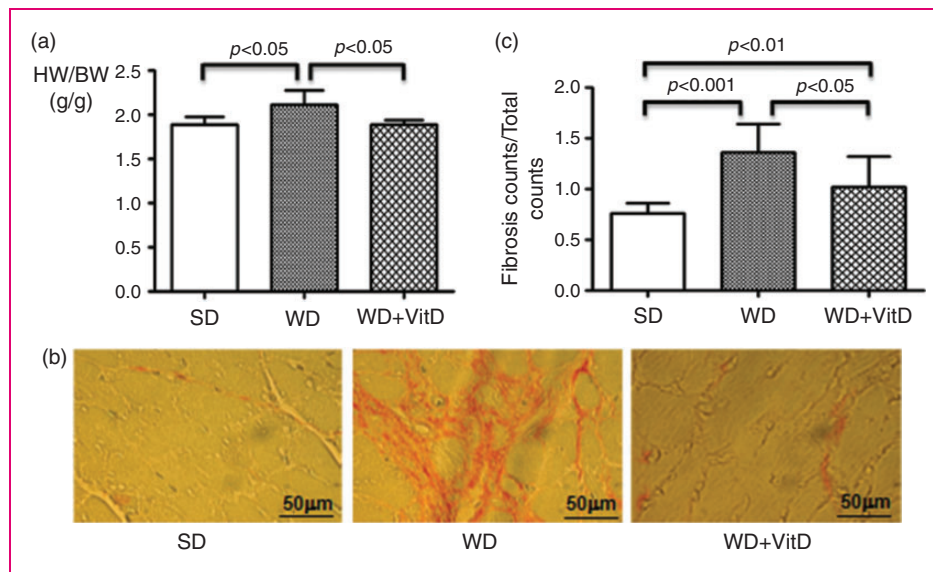 (a)
HW/BW
(g/g)
p<0.05
p<0.05
2.5
2.0
1.5
1.0
0.5
0.0
SD
WD
WD+VitD
(c)
Fibrosis counts/Total
counts
p<0.01
p<0.001
p<0.05
2.0
1.5
1.0
0.5
0.0
SD
WD
WD+VitD
(b)
50μm
50μm
50μm
SD
WD
WD+VitD